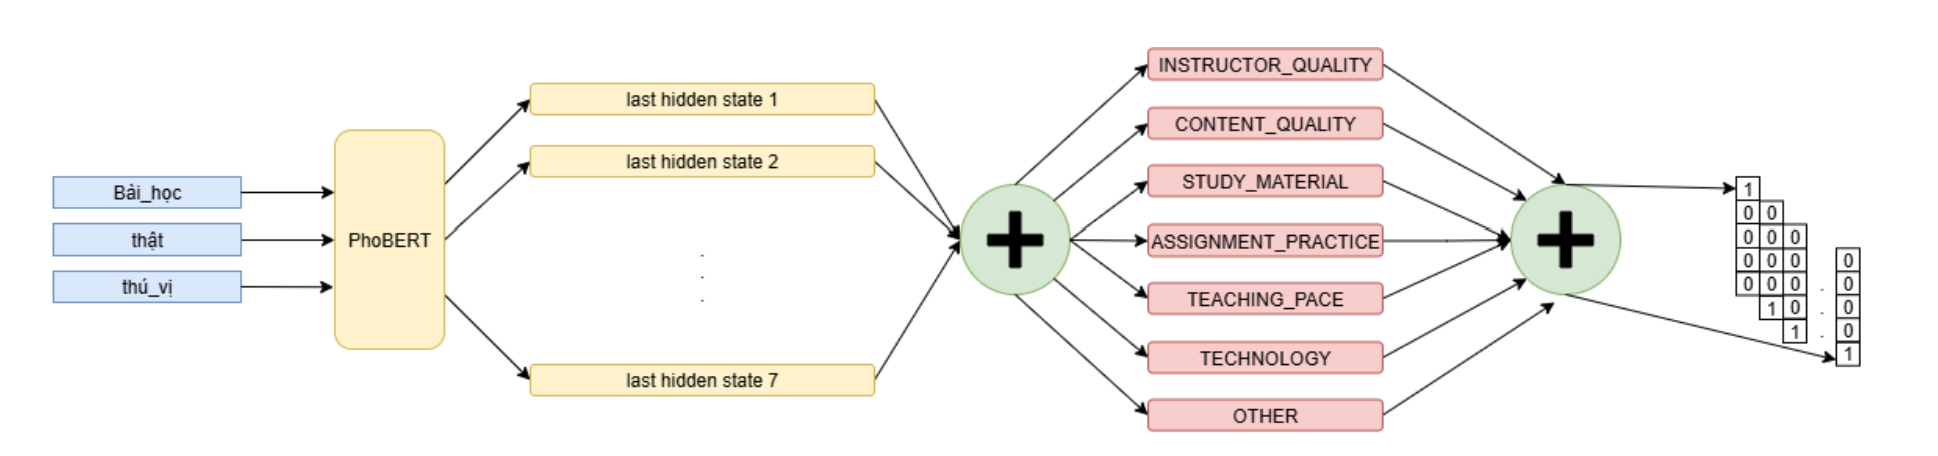 Bài_học
thật
thú_vị
PhoBERT
last hidden state 1
last hidden state 2
.
.
.
last hidden state 7
INSTRUCTOR_QUALITY
CONTENT_QUALITY
STUDY_MATERIAL
ASSIGNMENT_PRACTICE
TEACHING_PACE
TECHNOLOGY
OTHER
1
0 0
0 0 0
0 0 0 0
0 0 0 . 0
1 0 . 0
1 . 0
1